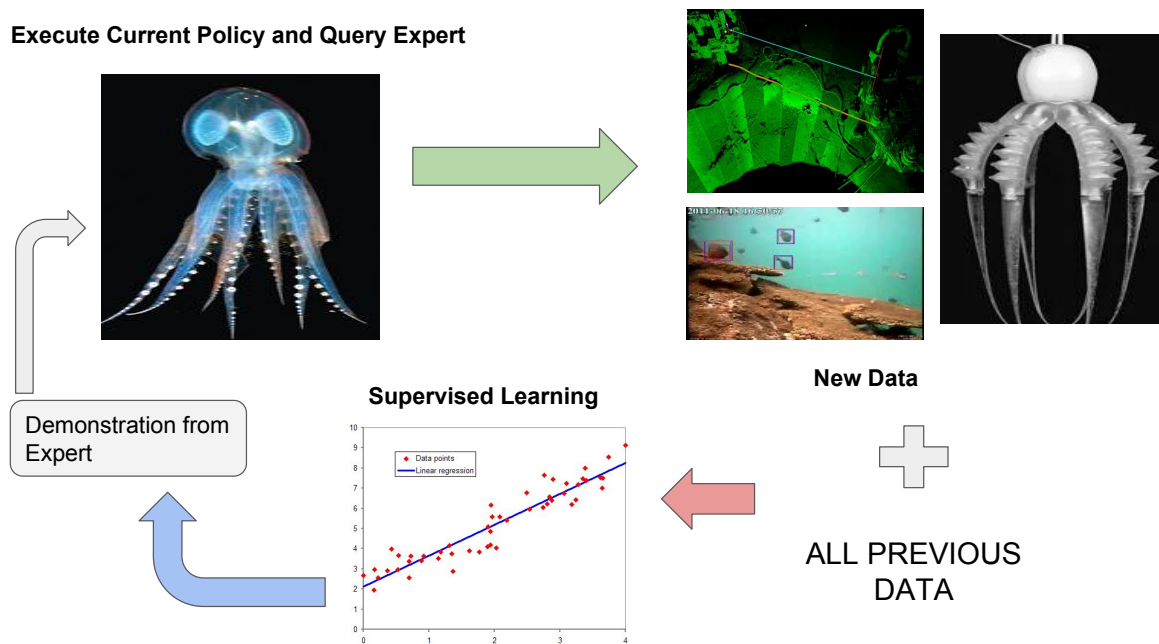 Execute Current Policy and Query Expert
New Data
ALL PREVIOUS
DATA
Supervised Learning
Data points
Linear regression
10
9
8
7
6
5
4
3
2
1
0
0
1
2
3
4
Demonstration from
Expert